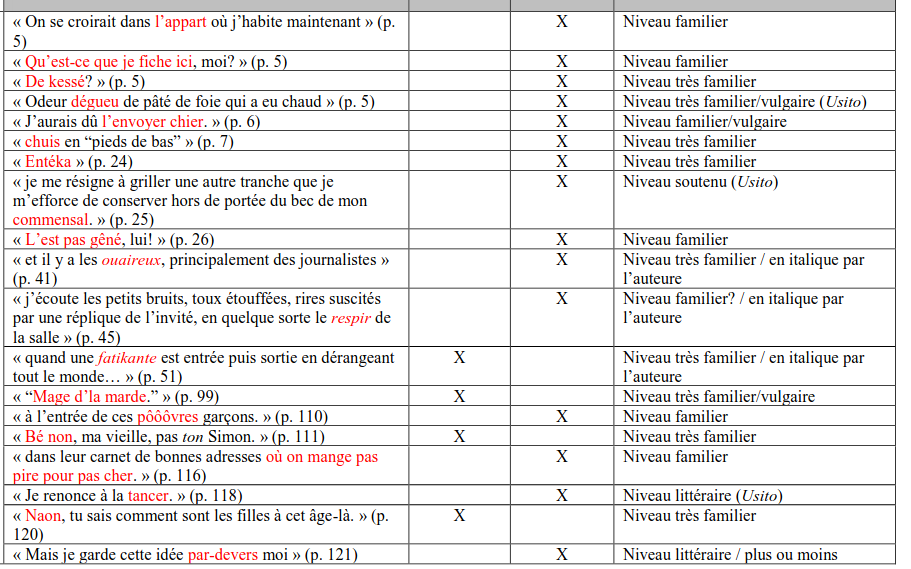 « On se croirait dans l’appart où j’habite maintenant » (p. X Niveau familier
5)
« Qu’est-ce que je fiche ici, moi? » (p. 5) X Niveau familier
« De kessé? » (p. 5) X Niveau très familier
« Odeur dégueu de pâté de foie qui a eu chaud » (p. 5) X Niveau très familier/vulgaire (Usito)
« J’aurais dû l’envoyer chier. » (p. 6) X Niveau familier/vulgaire
« chuis en “pieds de bas” » (p. 7) X Niveau très familier
« Entéka » (p. 24) X Niveau très familier
« je me résigne à griller une autre tranche que je X Niveau soutenu (Usito)
m’efforce de conserver hors de portée du bec de mon
commensal. » (p. 25)
« L’est pas gêné, lui! » (p. 26) X Niveau familier
« et il y a les ouaireux, principalement des journalistes » X Niveau très familier / en italique par
(p. 41) l’auteure
« j’écoute les petits bruits, toux étouffées, rires suscités X Niveau familier? / en italique par
par une réplique de l’invité, en quelque sorte le respir de l’auteure
la salle » (p. 45)
« quand une fatikante est entrée puis sortie en dérangeant X Niveau très familier / en italique par
tout le monde… » (p. 51) l’auteure
« “Mage d’la marde.” » (p. 99) X Niveau très familier/vulgaire
« à l’entrée de ces pôôôvres garçons. » (p. 110) X Niveau familier
« Bé non, ma vieille, pas ton Simon. » (p. 111) X Niveau très familier
« dans leur carnet de bonnes adresses où on mange pas X Niveau familier
pire pour pas cher. » (p. 116)
« Je renonce à la tancer. » (p. 118) X Niveau littéraire (Usito)
« Naon, tu sais comment sont les filles à cet âge-là. » (p. X Niveau très familier
120)
« Mais je garde cette idée par-devers moi » (p. 121) X Niveau littéraire / plus ou moins